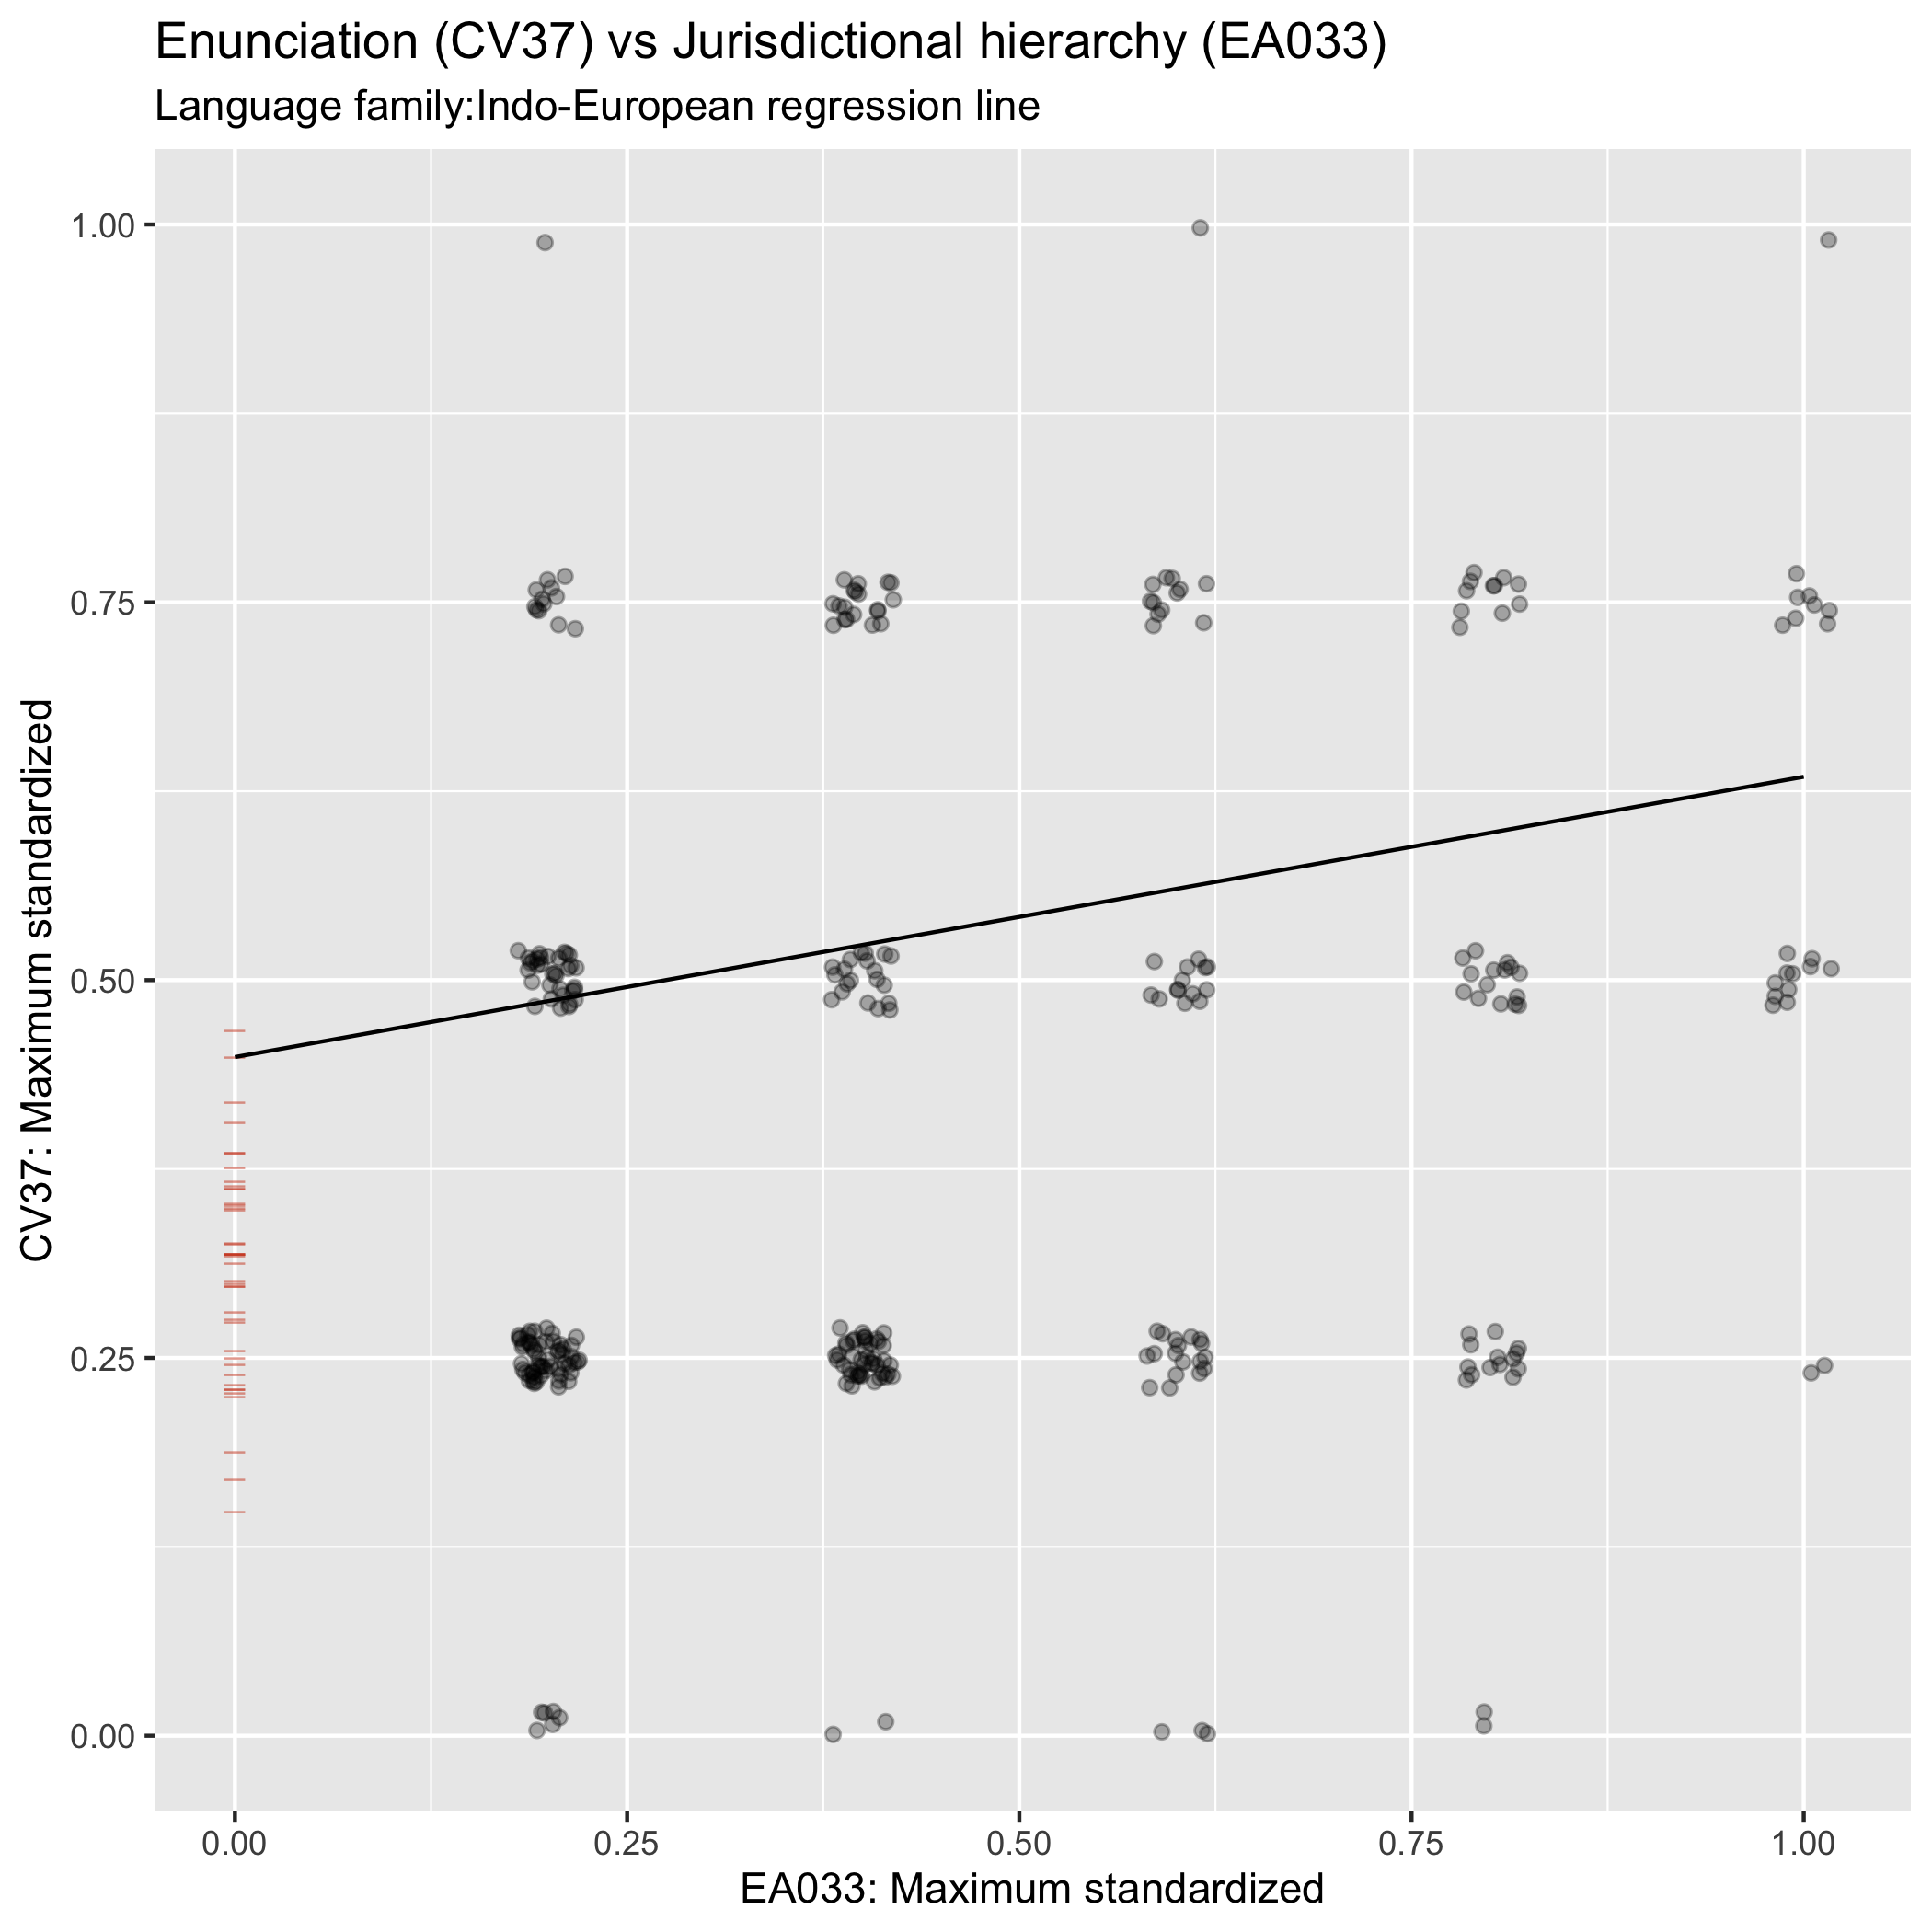 Enunciation (CV37) vs Jurisdictional hierarchy (EA033)
Language family:Indo-European regression line
CV37: Maximum standardized
1.00
0.75
0.50
0.25
0.00
0.00 0.25 0.50 0.75 1.00
EA033: Maximum standardized